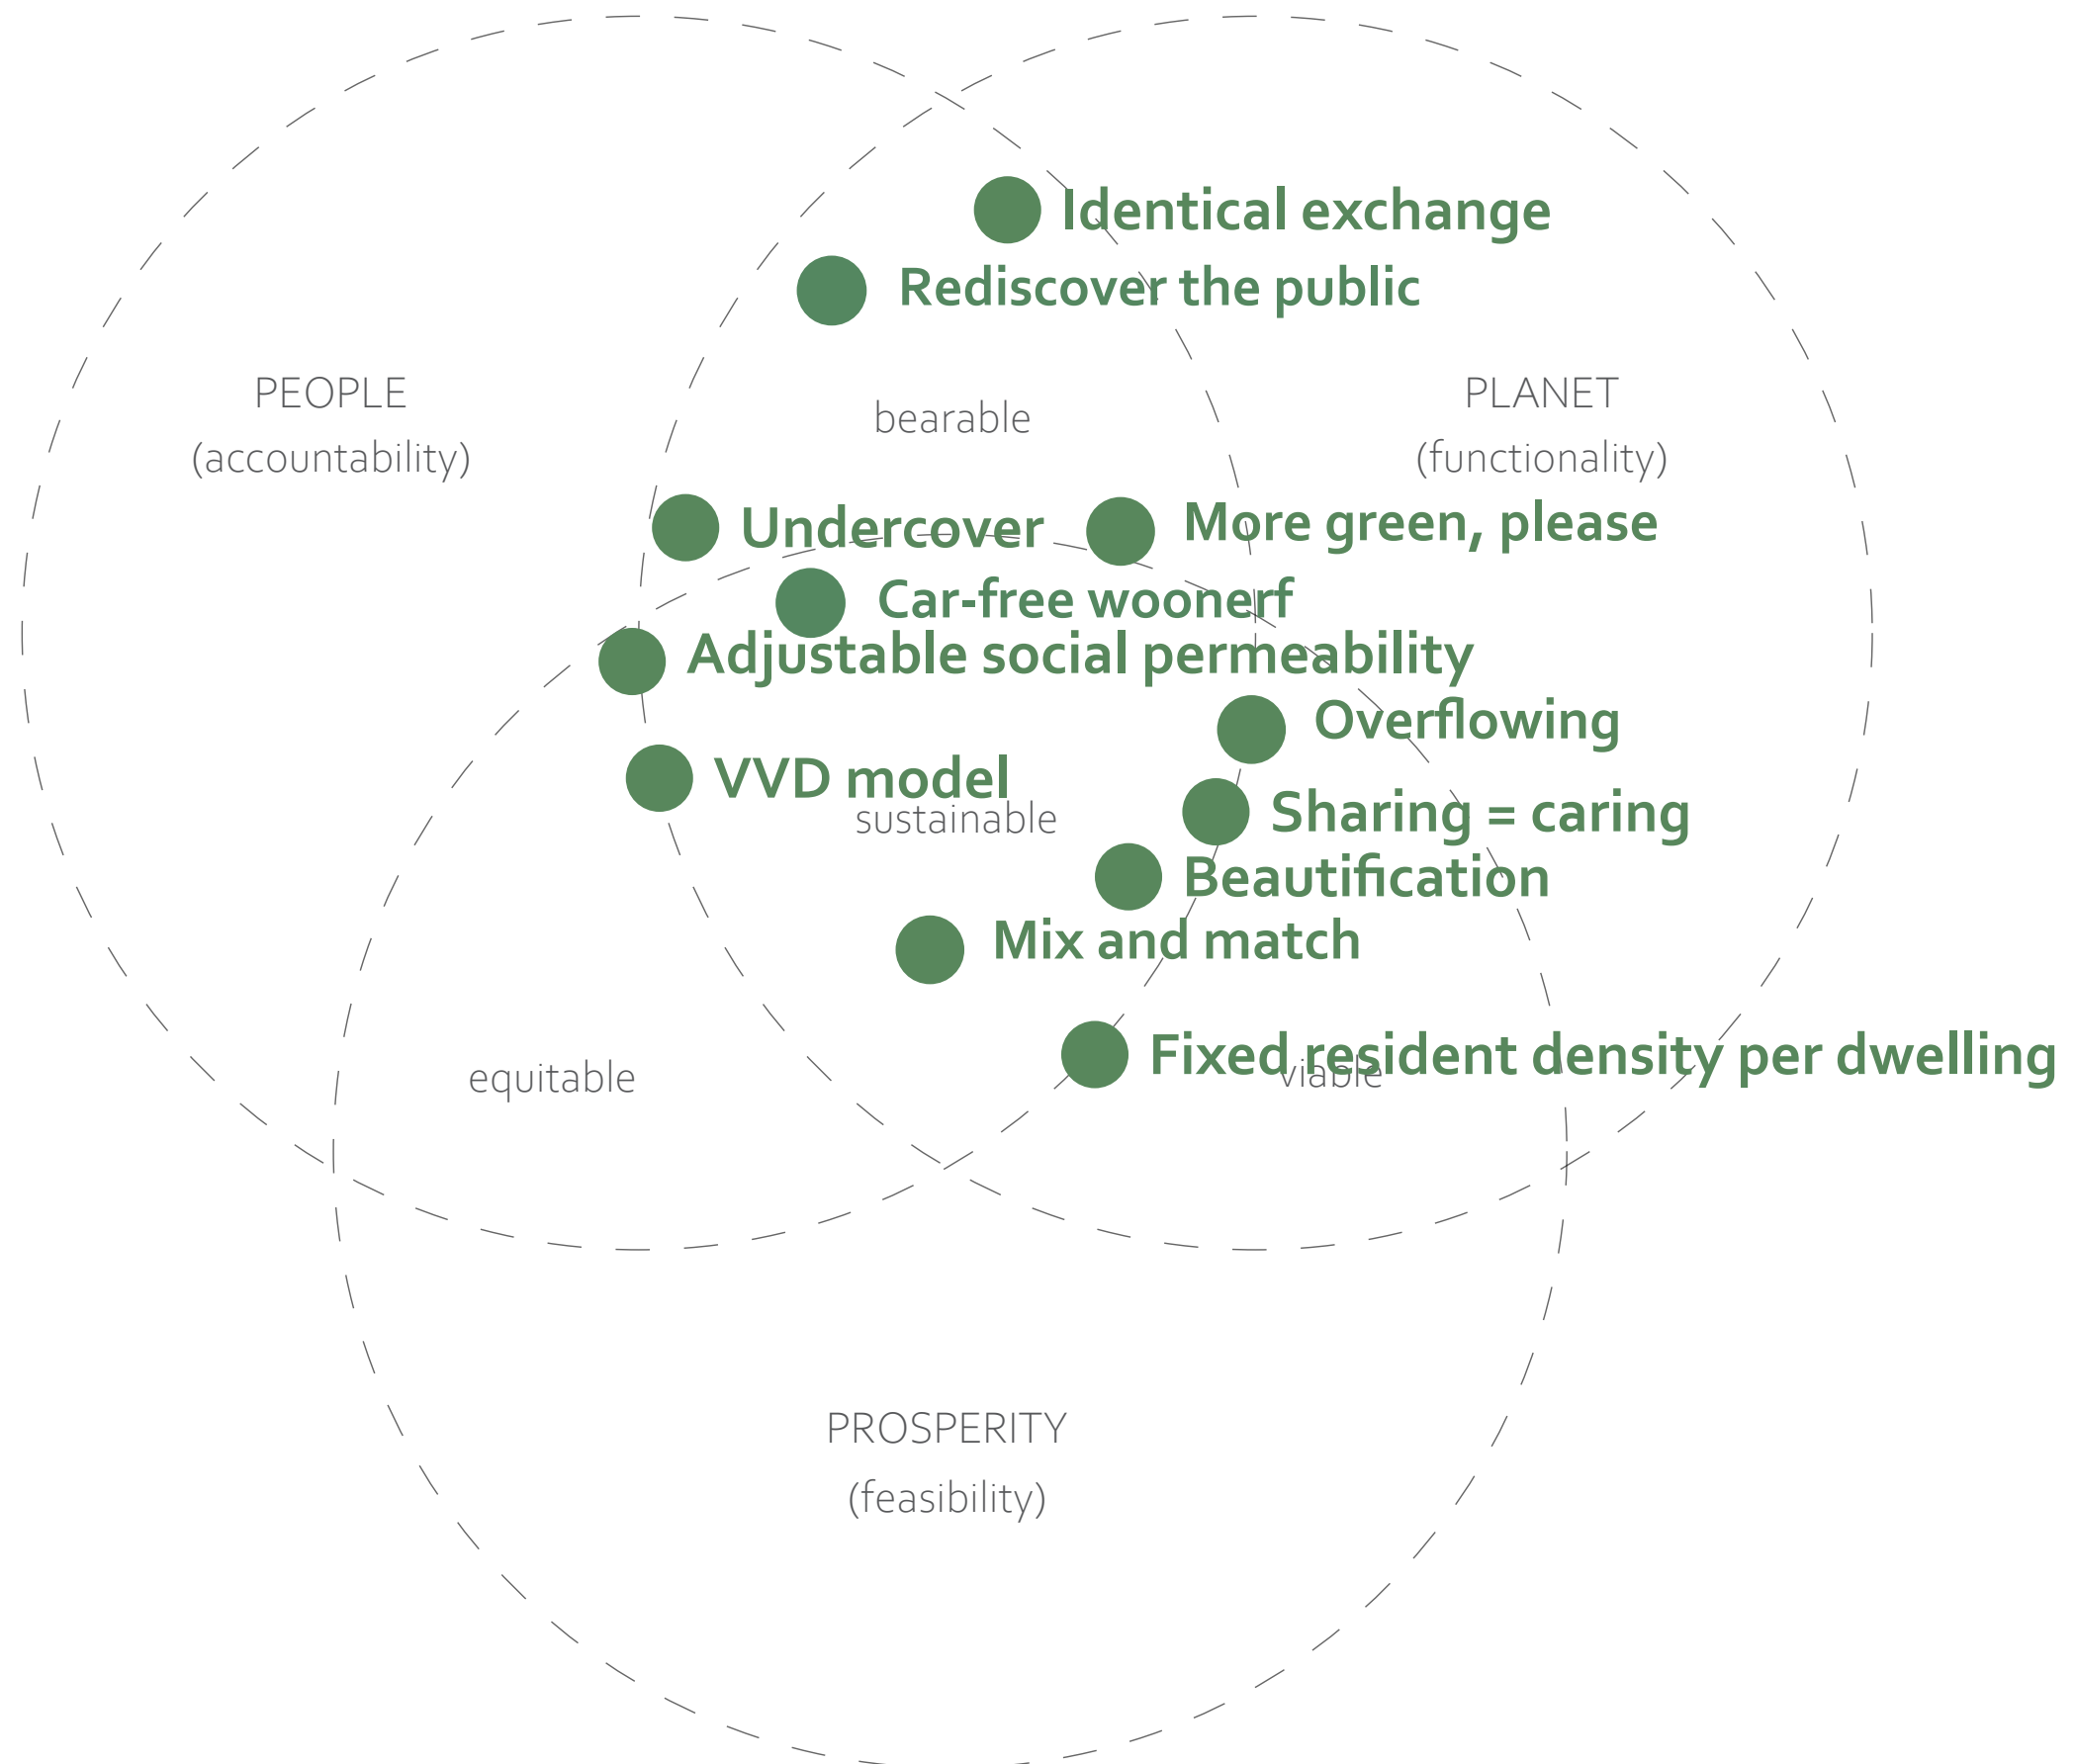 Identical exchange
Rediscover the public
PEOPLE
(accountability)
bearable
PLANET
(functionality)
Undercover
More green, please
Car-free woonerf
Adjustable social permeability
Overflowing
VVD model
sustainable
Sharing = caring
Beautification
Mix and match
Fixed resident density per dwelling
equitable
viable
PROSPERITY
(feasibility)